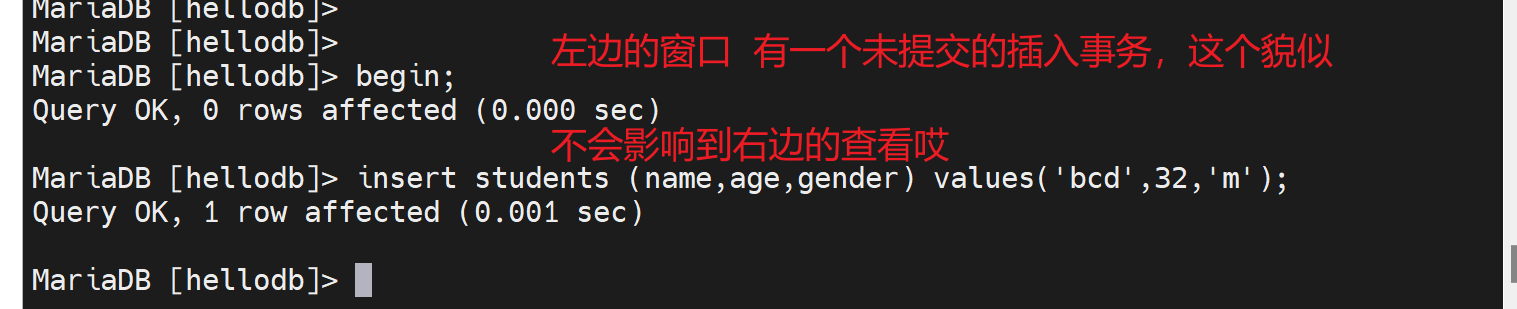 MariaDB [hellodb]>
MariaDB [hellodb]>
左边的窗口 有一个未提交的插入事务，这个貌似
MariaDB [hellodb]> begin;
Query OK, 0 rows affected (0.000 sec)
不会影响到右边的查看哎
MariaDB [hellodb]> insert students (name,age,gender) values('bcd',32,'m');
Query OK, 1 row affected (0.001 sec)
MariaDB [hellodb]>